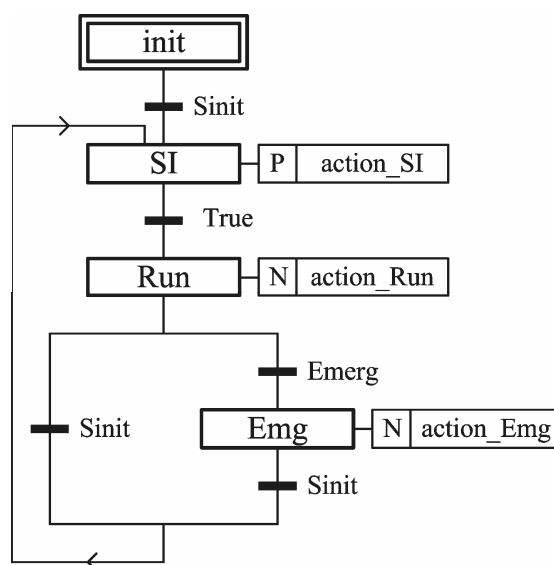 init
Sinit
SI
P
action_SI
True
Run
N
action_Run
Emerg
Sinit
Emg
N
action_Emg
Sinit